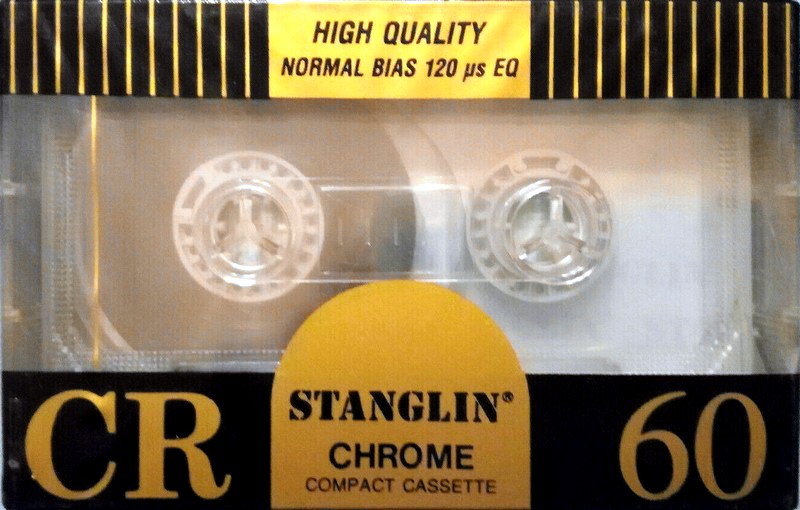 HIGH QUALITY
NORMAL BIAS 120 µs EQ
CR
STANGLIN®
CHROME
COMPACT CASSETTE
60